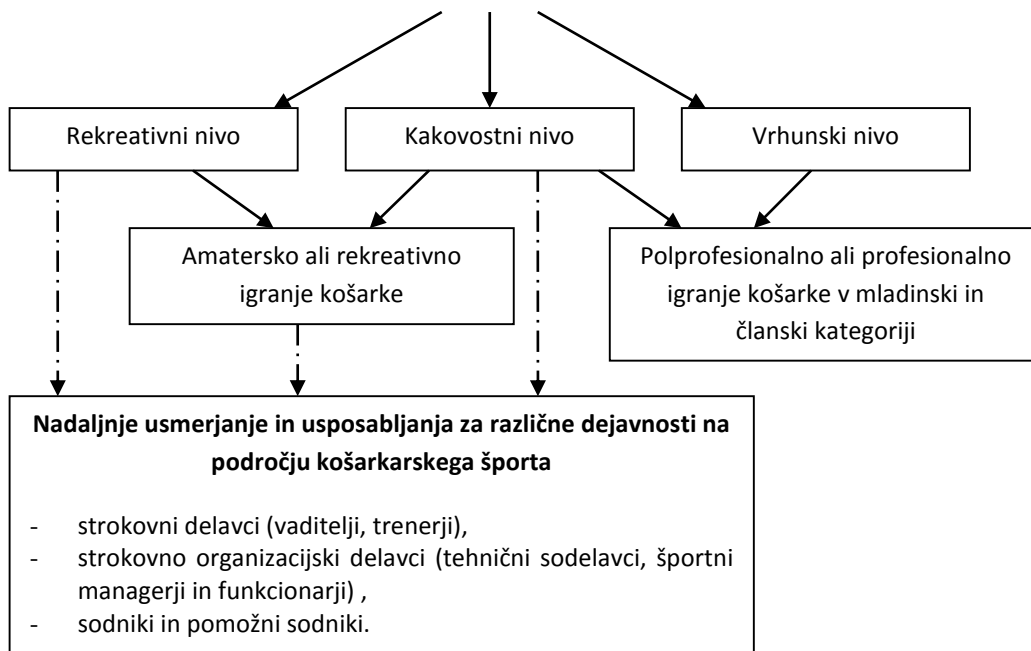 Rekreativni nivo
Kakovostni nivo
Vrhunski nivo
Amatersko ali rekreativno
igranje košarke
Polprofesionalno ali profesionalno
igranje košarke v mladinski in
članski kategoriji
Nadaljnje usmerjanje in usposabljanja za različne dejavnosti na
področju košarkarskega športa
- strokovni delavci (vaditelji, trenerji),
- strokovno organizacijski delavci (tehnični sodelavci, športni
managerji in funkcionarji) ,
- sodniki in pomožni sodniki.